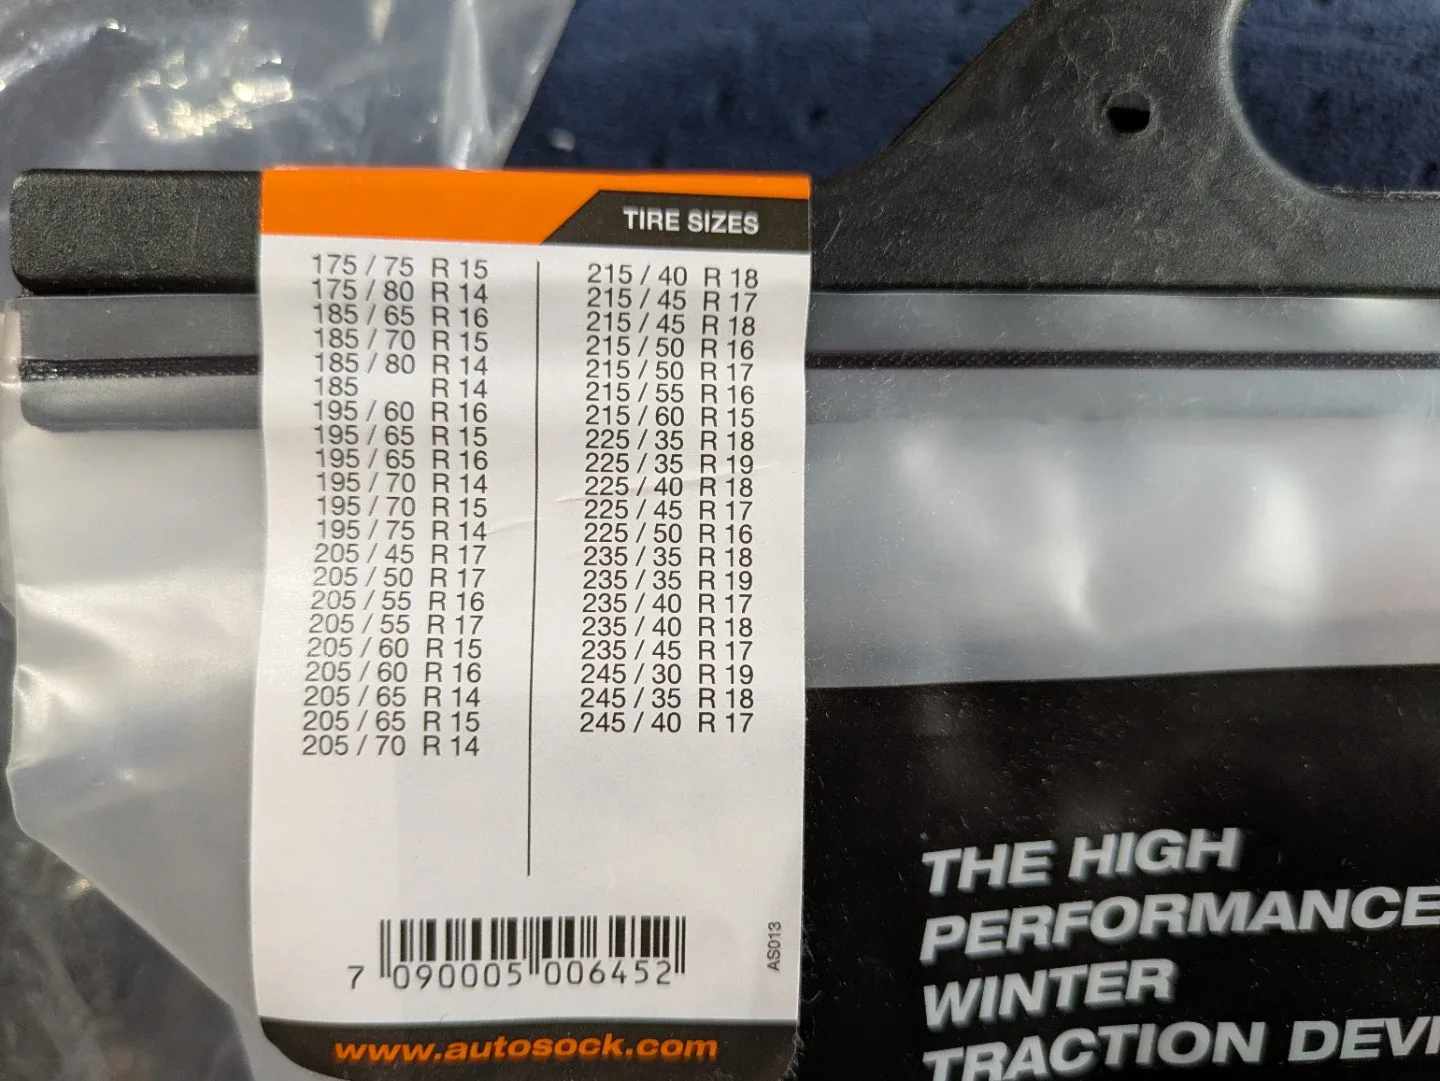 TIRE SIZES
175 / 75 R 15
175 / 80 R 14
185 / 65 R 16
185 / 70 R 15
185 / 80 R 14
185 R 14
195 / 60 R 16
195 / 65 R 15
195 / 65 R 16
195 / 70 R 14
195 / 70 R 15
195 / 75 R 14
205 / 45 R 17
205 / 50 R 17
205 / 55 R 16
205 / 55 R 17
205 / 60 R 15
205 / 60 R 16
205 / 65 R 14
205 / 65 R 15
205 / 70 R 14
215 / 40 R 18
215 / 45 R 17
215 / 45 R 18
215 / 50 R 16
215 / 50 R 17
215 / 55 R 16
215 / 60 R 15
225 / 35 R 18
225 / 35 R 19
225 / 40 R 18
225 / 45 R 17
225 / 50 R 16
235 / 35 R 18
235 / 35 R 19
235 / 40 R 17
235 / 40 R 18
235 / 45 R 17
245 / 30 R 19
245 / 35 R 18
245 / 40 R 17
7 090005 006452
AS013
www.autosock.com
THE HIGH
PERFORMANCE
WINTER
TRACTION DEVI